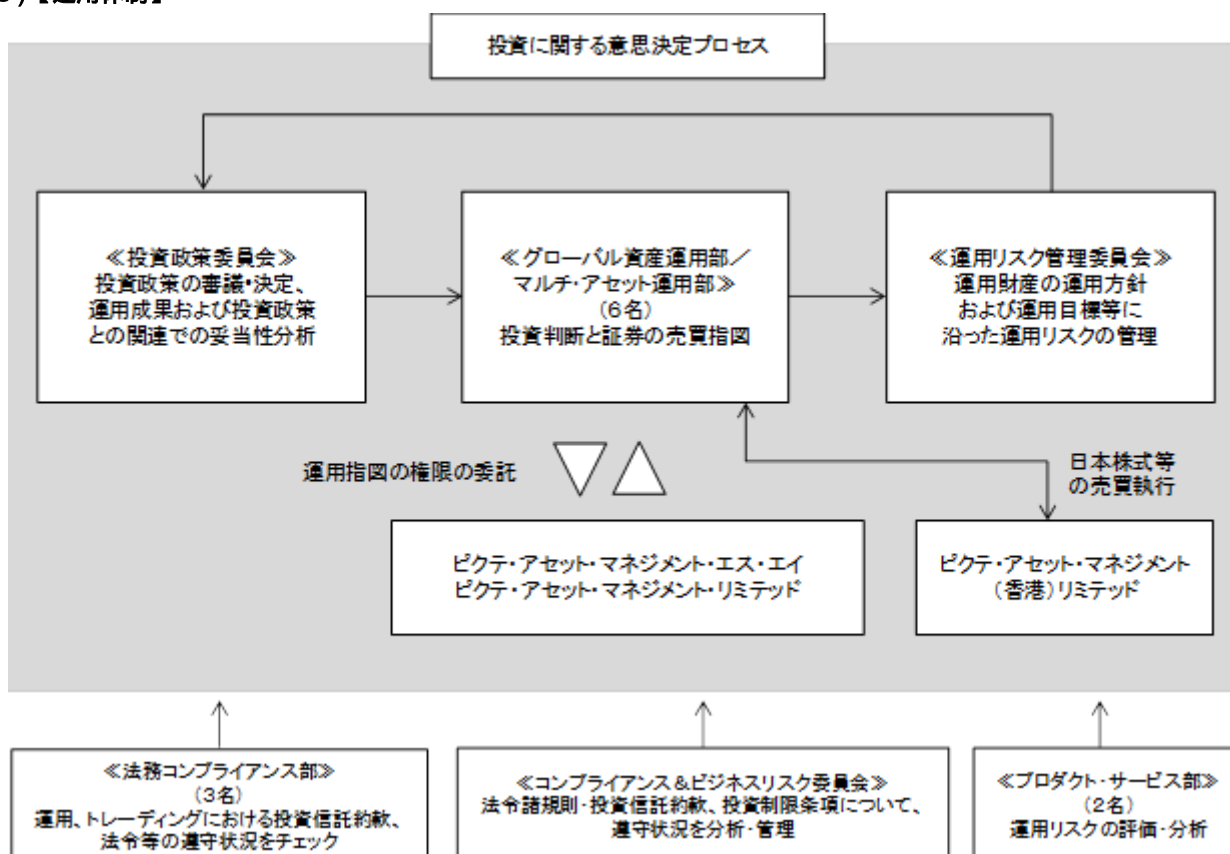 投資に関する意思決定プロセス
≪投資政策委員会≫
投資政策の審議・決定、
運用成果および投資政策
との関連での妥当性分析
≪グローバル資産運用部／
マルチ・アセット運用部≫
（6名）
投資判断と証券の売買指図
≪運用リスク管理委員会≫
運用財産の運用方針
および運用目標等に
沿った運用リスクの管理
運用指図の権限の委託
日本株式等
の売買執行
ピクテ・アセット・マネジメント・エス・エイ
ピクテ・アセット・マネジメント・リミテッド
ピクテ・アセット・マネジメント
（香港）リミテッド
≪法務コンプライアンス部≫
（3名）
運用、トレーディングにおける投資信託約款、
法令等の遵守状況をチェック
≪コンプライアンス＆ビジネスリスク委員会≫
法令諸規則・投資信託約款、投資制限条項について、
遵守状況を分析・管理
≪プロダクト・サービス部≫
（2名）
運用リスクの評価・分析